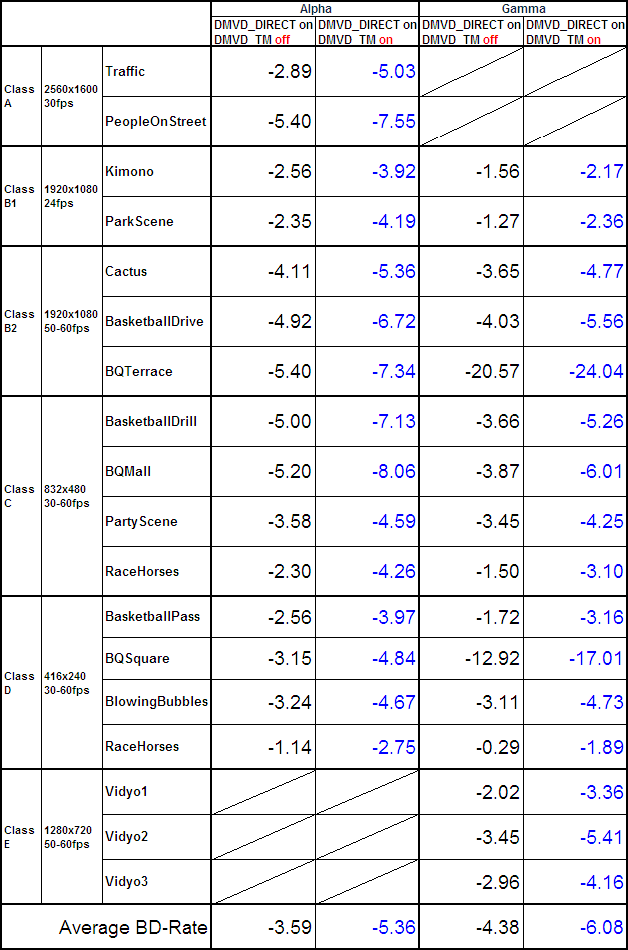 Alpha Gamma
DMVD_DIRECT on DMVD_DIRECT on DMVD_DIRECT on DMVD_DIRECT on
DMVD_TM off DMVD_TM on DMVD_TM off DMVD_TM on
Class A 2560x1600 30fps
Traffic -2.89 -5.03
PeopleOnStreet -5.40 -7.55
Class B1 1920x1080 24fps
Kimono -2.56 -3.92 -1.56 -2.17
ParkScene -2.35 -4.19 -1.27 -2.36
Class B2 1920x1080 50-60fps
Cactus -4.11 -5.36 -3.65 -4.77
BasketballDrive -4.92 -6.72 -4.03 -5.56
BQTerrace -5.40 -7.34 -20.57 -24.04
Class C 832x480 30-60fps
BasketballDrill -5.00 -7.13 -3.66 -5.26
BQMall -5.20 -8.06 -3.87 -6.01
PartyScene -3.58 -4.59 -3.45 -4.25
RaceHorses -2.30 -4.26 -1.50 -3.10
Class D 416x240 30-60fps
BasketballPass -2.56 -3.97 -1.72 -3.16
BQSquare -3.15 -4.84 -12.92 -17.01
BlowingBubbles -3.24 -4.67 -3.11 -4.73
RaceHorses -1.14 -2.75 -0.29 -1.89
Class E 1280x720 50-60fps
Vidyo1 -2.02 -3.36
Vidyo2 -3.45 -5.41
Vidyo3 -2.96 -4.16
Average BD-Rate -3.59 -5.36 -4.38 -6.08